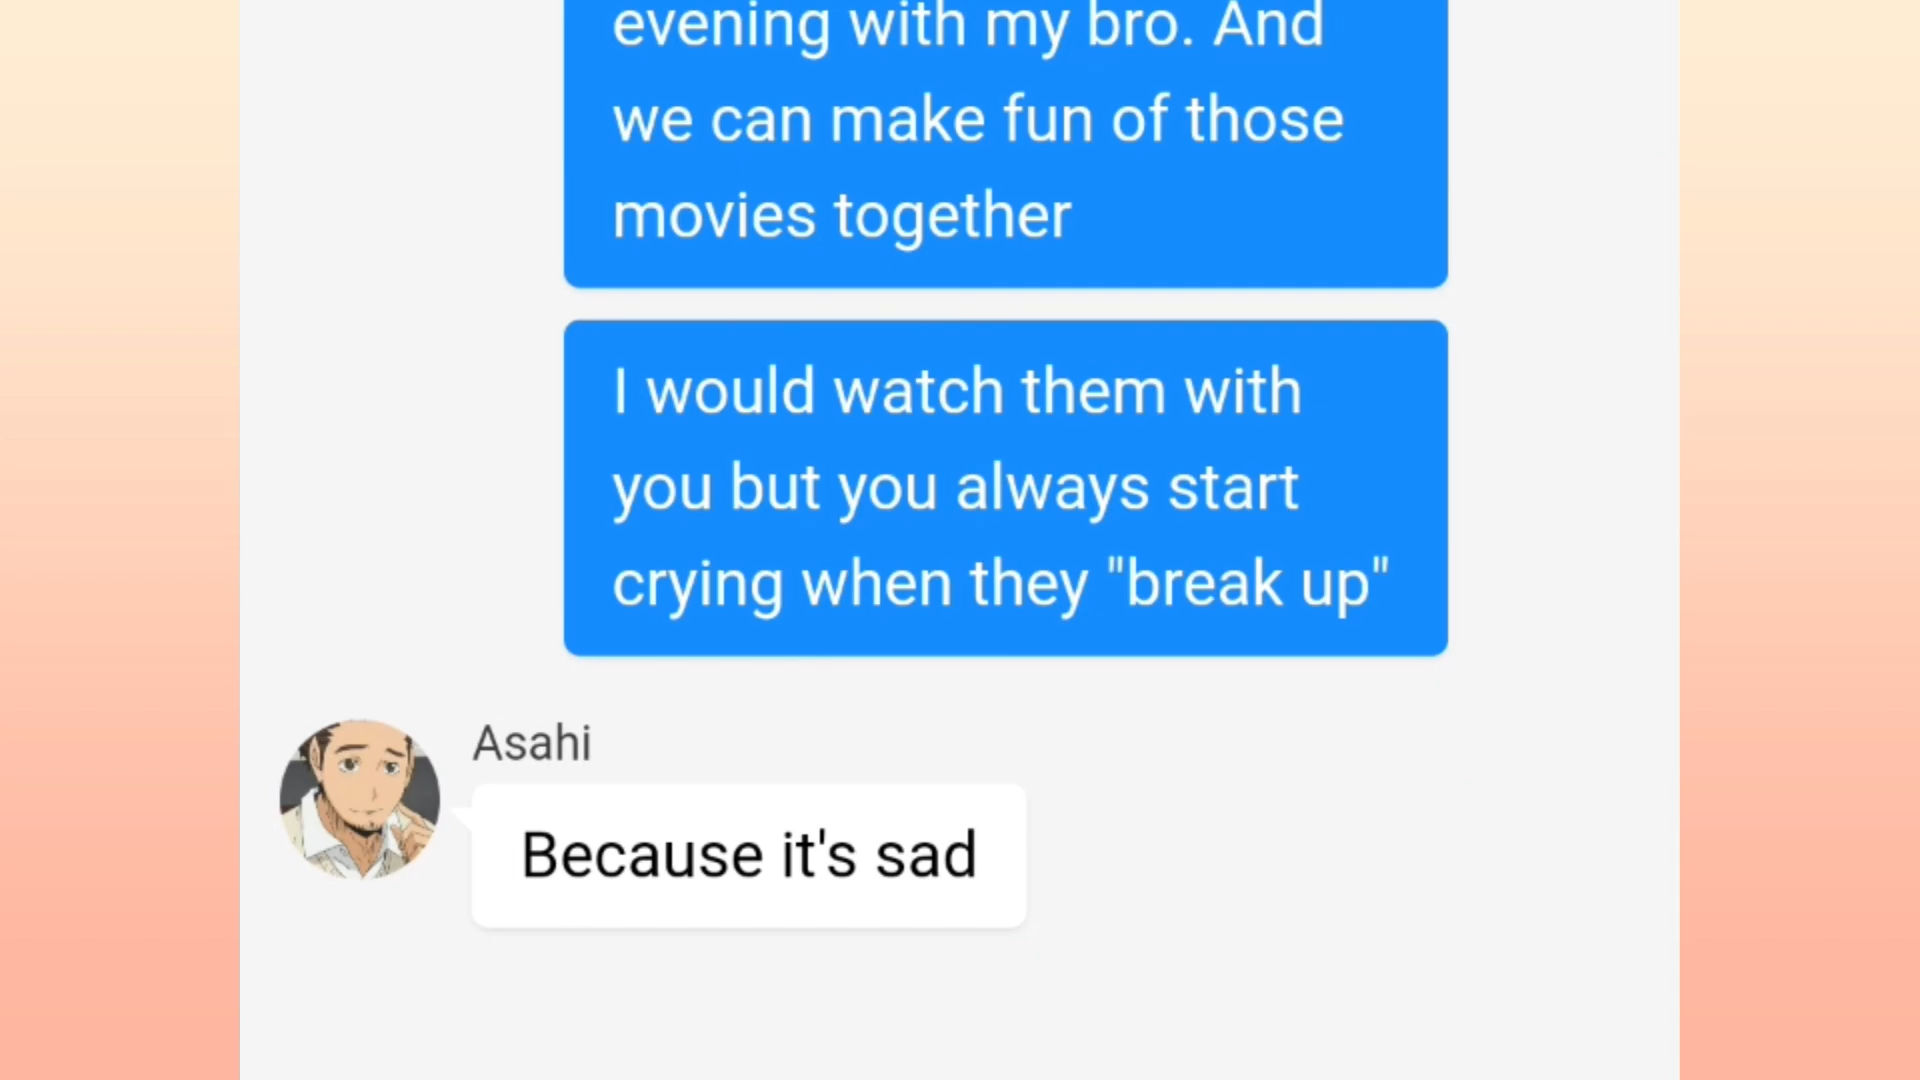 evening with my bro. And
we can make fun of those
movies together
I would watch them with
you but you always start
crying when they "break up"
Asahi
Because it's sad